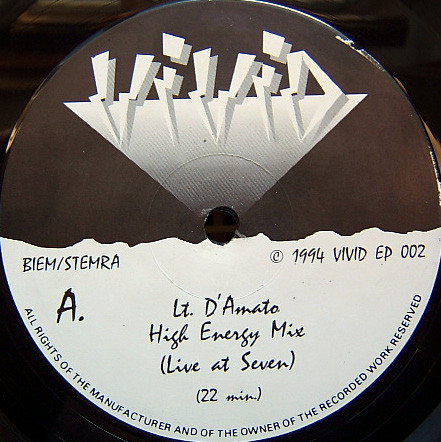 VIVID
BIEM/STEMRA
© 1994 VIVID EP 002
A.
Lt. D'Amato
High Energy Mix
(Live at Seven)
(22 min.)
ALL RIGHTS OF THE MANUFACTURER AND OF THE OWNER OF THE RECORDED WORK RESERVED